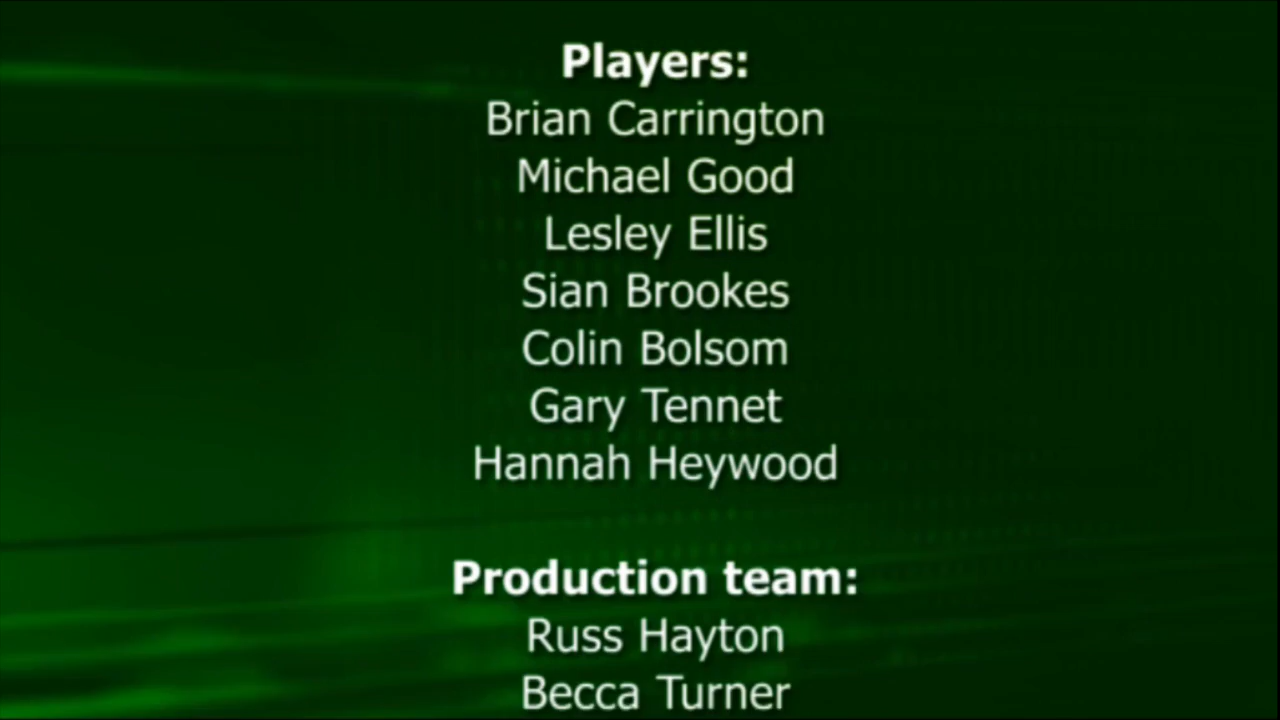 Players:
Brian Carrington
Michael Good
Lesley Ellis
Sian Brookes
Colin Bolsom
Gary Tennet
Hannah Heywood
Production team:
Russ Hayton
Becca Turner